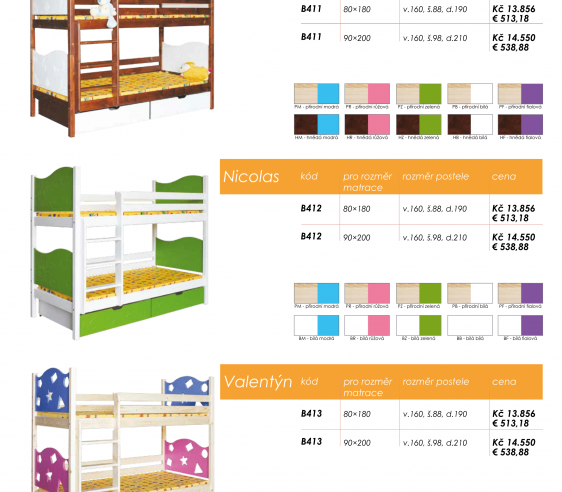 B411 80×180 v.160, š.88, d.190 Kč 13.856
€ 513,18
B411 90×200 v.160, š.98, d.210 Kč 14.550
€ 538,88
PM - přírodní modrá PR - přírodní růžová PZ - přírodní zelená PB - přírodní bílá PF - přírodní fialová
HM - hnědá modrá HR - hnědá růžová HZ - hnědá zelená HB - hnědá bílá HF - hnědá fialová
Nicolas kód pro rozměr rozměr postele cena
matrace
B412 80×180 v.160, š.88, d.190 Kč 13.856
€ 513,18
B412 90×200 v.160, š.98, d.210 Kč 14.550
€ 538,88
PM - přírodní modrá PR - přírodní růžová PZ - přírodní zelená PB - přírodní bílá PF - přírodní fialová
BM - bílá modrá BR - bílá růžová BZ - bílá zelená BB - bílá bílá BF - bílá fialová
Valentýn kód pro rozměr rozměr postele cena
matrace
B413 80×180 v.160, š.88, d.190 Kč 13.856
€ 513,18
B413 90×200 v.160, š.98, d.210 Kč 14.550
€ 538,88